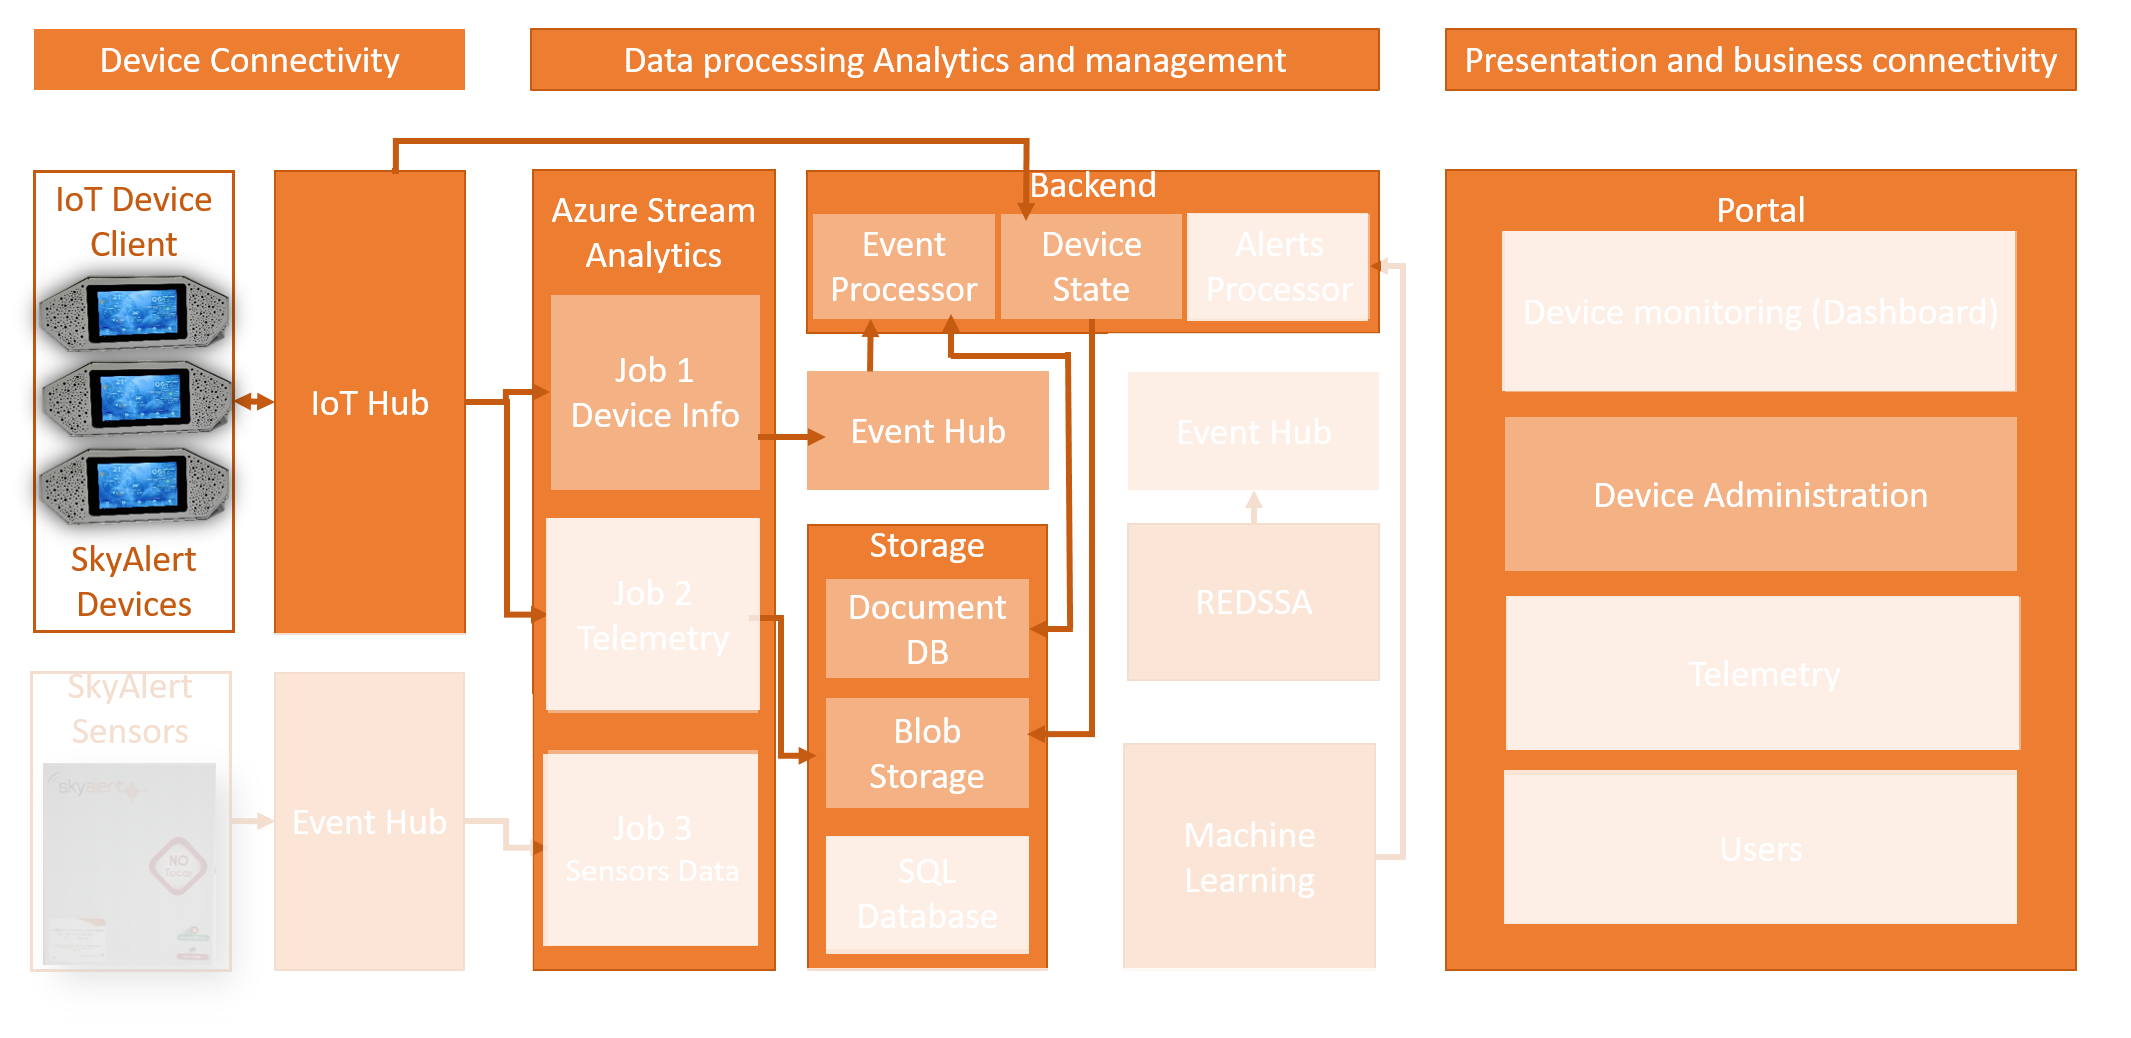 Device Connectivity
Data processing Analytics and management
Presentation and business connectivity
IoT Device
Client
SkyAlert
Devices
IoT Hub
Azure Stream
Analytics
Job 1
Device Info
Job 2
Telemetry
Job 3
Sensors Data
Backend
Event
Processor
Device
State
Alerts
Processor
Event Hub
Event Hub
Storage
Document
DB
Blob
Storage
SQL
Database
REDSSA
Machine
Learning
SkyAlert
Sensors
skyalert
NO
Tocar
Event Hub
Portal
Device monitoring (Dashboard)
Device Administration
Telemetry
Users